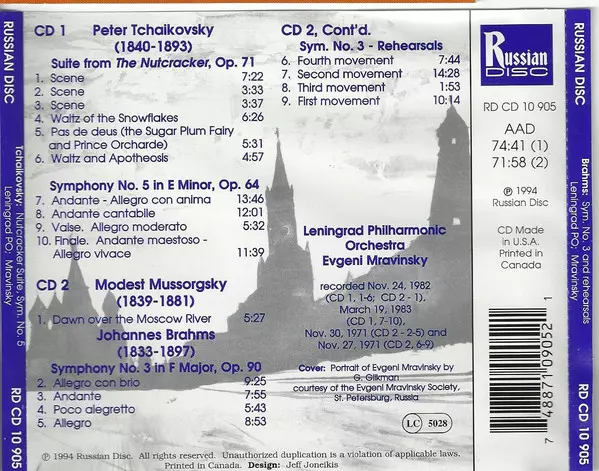 RUSSIAN DISC
Tchaikovsky: Nutcracker Suite, Sym. No. 5
Leningrad PO; Mravinsky
RD CD 10 905
CD 1 Peter Tchaikovsky
(1840-1893)
Suite from The Nutcracker, Op. 71
1. Scene 7:22
2. Scene 3:33
3. Scene 3:37
4. Waltz of the Snowflakes 6:26
5. Pas de deus (the Sugar Plum Fairy
and Prince Orcharde) 5:31
6. Waltz and Apotheosis 4:57
Symphony No. 5 in E Minor, Op. 64
7. Andante - Allegro con anima 13:46
8. Andante cantabile 12:01
9. Valse. Allegro moderato 5:32
10. Finale. Andante maestoso -
Allegro vivace 11:39
CD 2 Modest Mussorgsky
(1839-1881)
1. Dawn over the Moscow River 5:27
Johannes Brahms
(1833-1897)
Symphony No. 3 in F Major, Op. 90
2. Allegro con brio 9:25
3. Andante 7:55
4. Poco alegretto 5:43
5. Allegro 8:53
CD 2, Cont'd.
Sym. No. 3 - Rehearsals
6. Fourth movement 7:44
7. Second movement 14:28
8. Third movement 1:53
9. First movement 10:14
Leningrad Philharmonic
Orchestra
Evgeni Mravinsky
recorded Nov. 24, 1982
(CD 1, 1-6; CD 2 - 1).
March 19, 1983
(CD 1, 7-10).
Nov. 30, 1971 (CD 2 - 2-5) and
Nov. 27, 1971 (CD 2, 6-9)
Cover: Portrait of Evgeni Mravinsky by
G. Glikman
courtesy of the Evgeni Mravinsky Society,
St. Petersburg, Russia
LC 5028
℗ 1994 Russian Disc. All rights reserved. Unauthorized duplication is a violation of applicable laws.
Printed in Canada. Design: Jeff Joneikis
Russian
DISC
RD CD 10 905
AAD
74:41 (1)
71:58 (2)
℗ 1994
Russian Disc
CD Made in
U.S.A.
Printed in
Canada
7 48871 09052 1
RUSSIAN DISC
Brahms: Sym. No. 3 and rehearsals
Leningrad PO; Mravinsky
RD CD 10 905